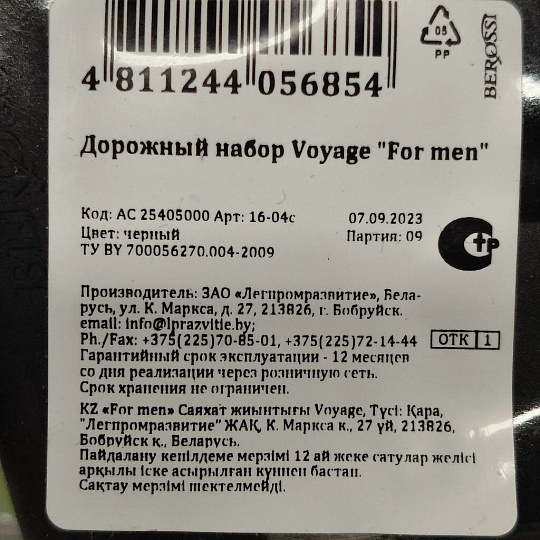 4 811244 056854
05
PP
BEROSSI
Дорожный набор Voyage "For men"
Код: АС 25405000 Арт: 16-04с 07.09.2023
Цвет: черный Партия: 09
ТУ BY 700056270.004-2009
Производитель: ЗАО «Легпромразвитие», Бела-
русь, ул. К. Маркса, д. 27, 213826, г. Бобруйск.
email: info@lprazvitie.by;
Ph./Fax: +375(225)70-85-01, +375(225)72-14-44
ОТК 1
Гарантийный срок эксплуатации - 12 месяцев
со дня реализации через розничную сеть.
Срок хранения не ограничен.
KZ «For men» Саяхат жиынтығы Voyage, Түсі: Қара,
"Легпромразвитие" ЖАҚ, К. Маркса к., 27 үй, 213826,
Бобруйск қ., Беларусь.
Пайдалану кепілдеме мерзімі 12 ай жеке сатулар желісі
арқылы іске асырылған күннен бастап.
Сақтау мерзімі шектелмейді.